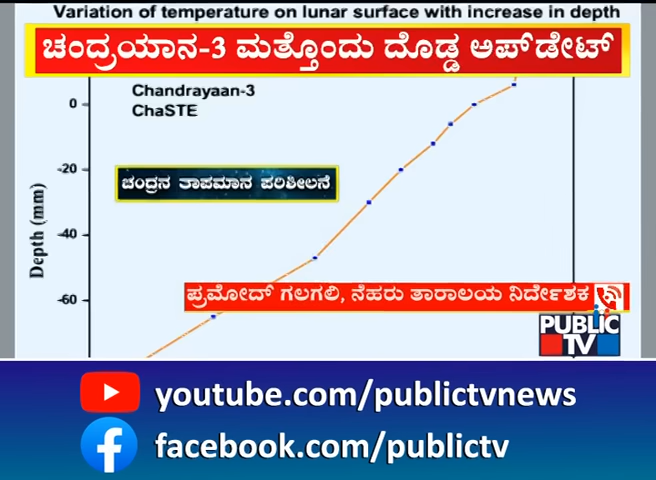 Variation of temperature on lunar surface with increase in depth
ಚಂದ್ರಯಾನ-3 ಮತ್ತೊಂದು ದೊಡ್ಡ ಅಪ್‌ಡೇಟ್
Chandrayaan-3
ChaSTE
0
-20
-40
-60
Depth (mm)
ಚಂದ್ರನ ತಾಪಮಾನ ಪರಿಶೀಲನೆ
ಪ್ರಮೋದ್ ಗಲಗಲಿ, ನೆಹರು ತಾರಾಲಯ ನಿರ್ದೇಶಕ
PUBLIC
TV
youtube.com/publictvnews
facebook.com/publictv